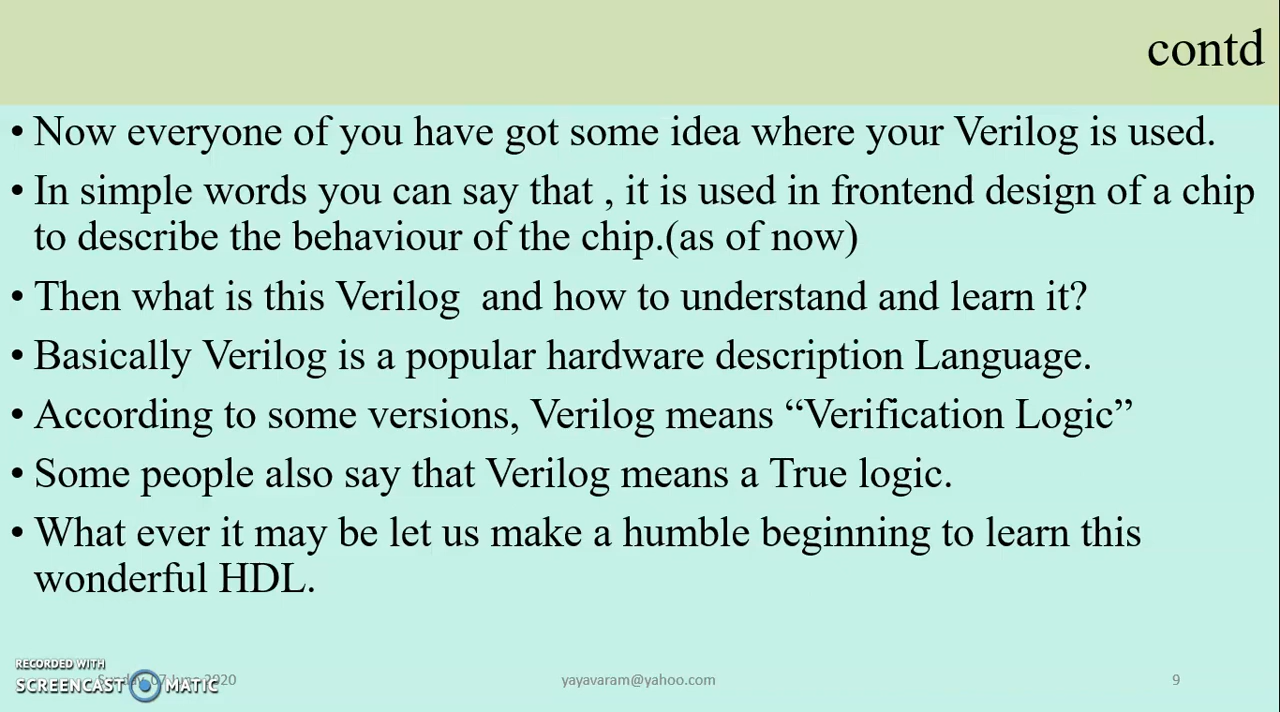 contd
• Now everyone of you have got some idea where your Verilog is used.
• In simple words you can say that , it is used in frontend design of a chip
to describe the behaviour of the chip.(as of now)
• Then what is this Verilog  and how to understand and learn it?
• Basically Verilog is a popular hardware description Language.
• According to some versions, Verilog means “Verification Logic”
• Some people also say that Verilog means a True logic.
• What ever it may be let us make a humble beginning to learn this
wonderful HDL.
RECORDED WITH
SCREENCAST MATIC
Sunday, 07 June 2020
yayavaram@yahoo.com
9